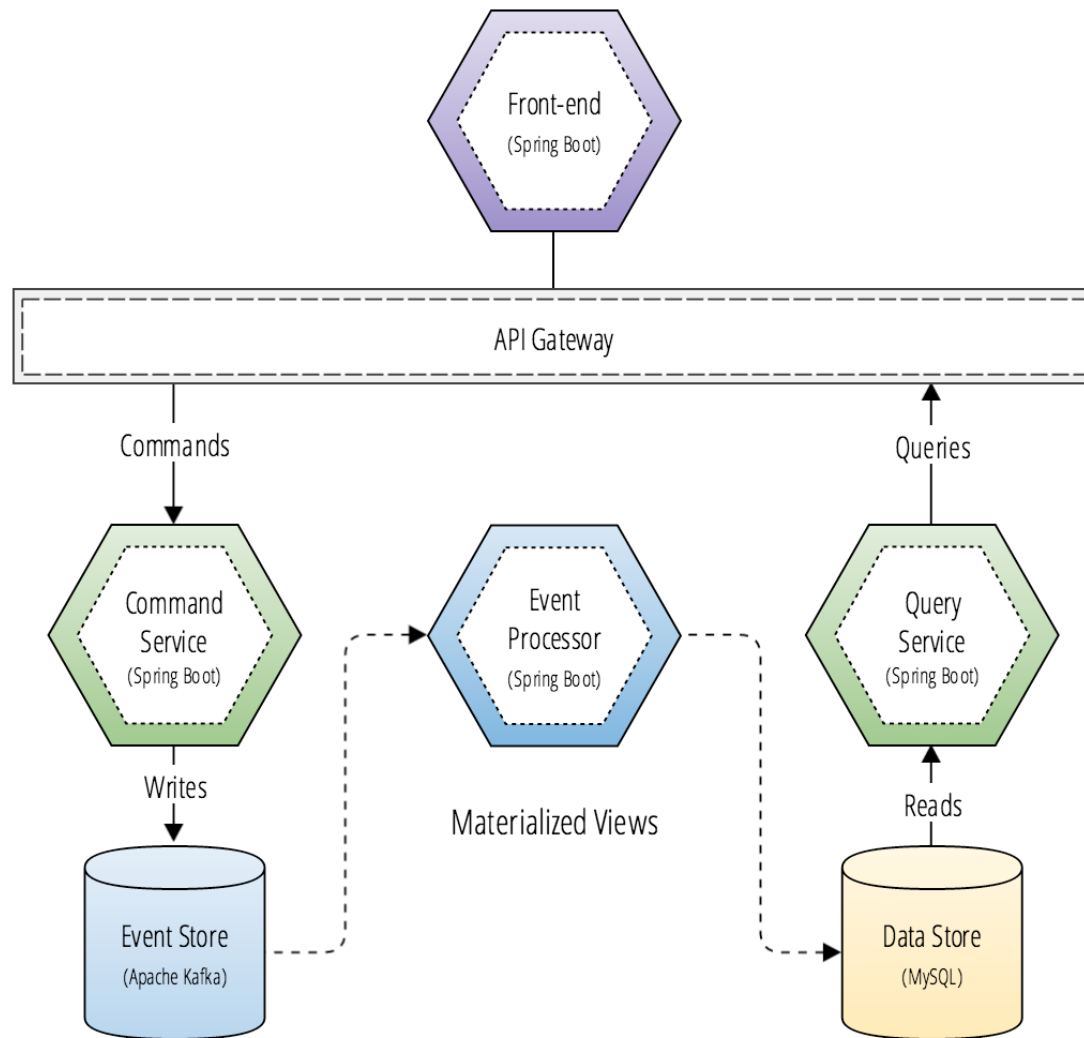 Front-end
(Spring Boot)
API Gateway
Commands
Queries
Command
Service
(Spring Boot)
Event
Processor
(Spring Boot)
Query
Service
(Spring Boot)
Writes
Materialized Views
Reads
Event Store
(Apache Kafka)
Data Store
(MySQL)